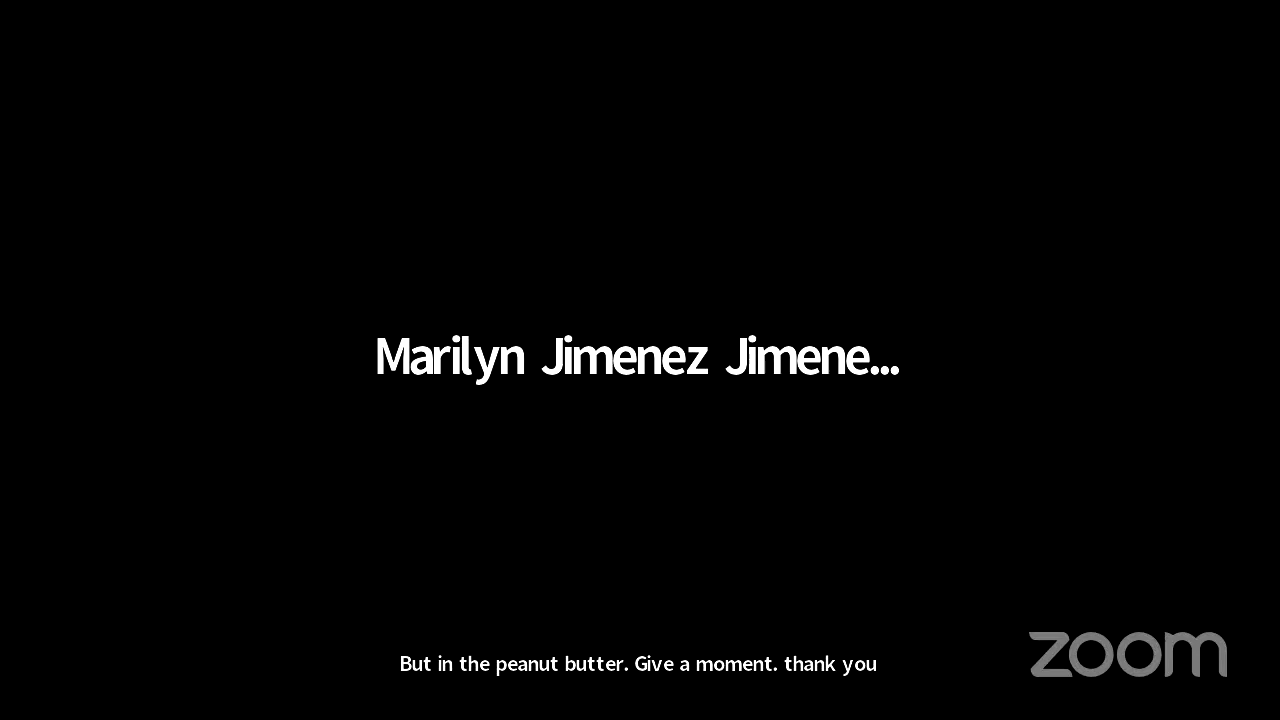 Marilyn Jimenez Jimene...
But in the peanut butter. Give a moment. thank you
zoom